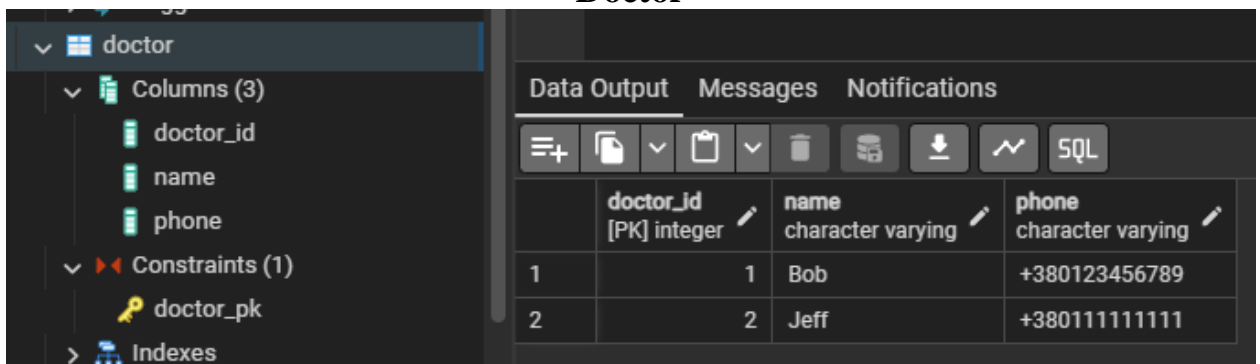 doctor
Columns (3)
doctor_id
name
phone
Constraints (1)
doctor_pk
Indexes
Data Output Messages Notifications
SQL
doctor_id name phone
[PK] integer character varying character varying
1 1 Bob +380123456789
2 2 Jeff +380111111111